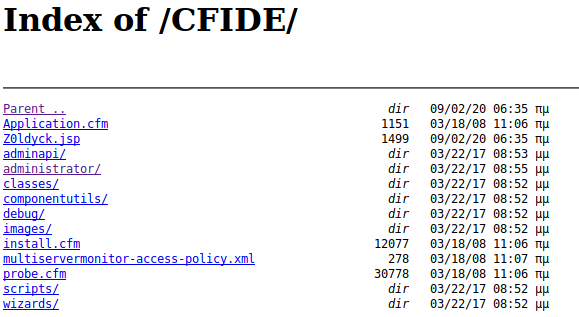 Index of /CFIDE/
Parent .. dir 09/02/20 06:35 πμ
Application.cfm 1151 03/18/08 11:06 πμ
Z0ldyck.jsp 1499 09/02/20 06:35 πμ
adminapi/ dir 03/22/17 08:53 μμ
administrator/ dir 03/22/17 08:55 μμ
classes/ dir 03/22/17 08:52 μμ
componentutils/ dir 03/22/17 08:52 μμ
debug/ dir 03/22/17 08:52 μμ
images/ dir 03/22/17 08:52 μμ
install.cfm 12077 03/18/08 11:06 πμ
multiservermonitor-access-policy.xml 278 03/18/08 11:07 πμ
probe.cfm 30778 03/18/08 11:06 πμ
scripts/ dir 03/22/17 08:52 μμ
wizards/ dir 03/22/17 08:52 μμ